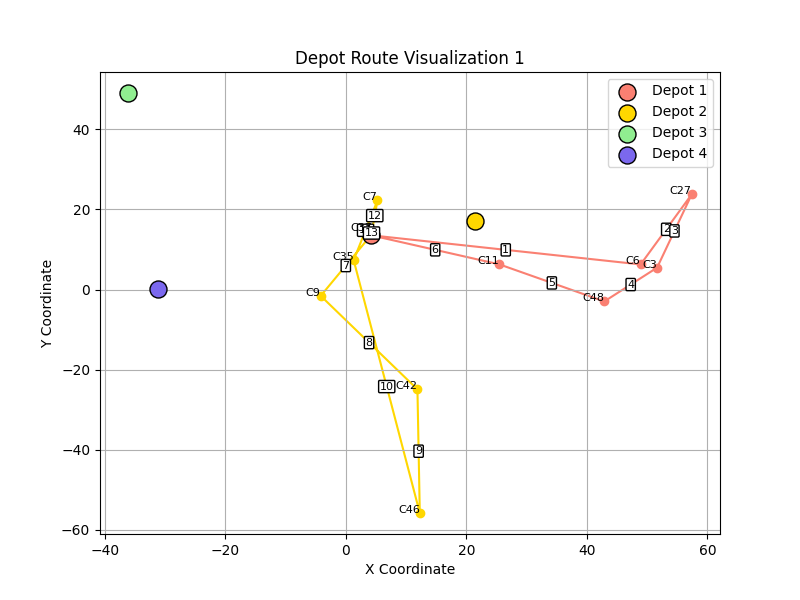 Depot Route Visualization 1
Depot 1
Depot 2
Depot 3
Depot 4
Y Coordinate
40
20
0
−20
−40
−60
C27
C7
12
13
2
3
6
1
C35
7
C11
C6
C3
C9
5
4
C48
8
10
C42
9
C46
−40
−20
0
20
40
60
X Coordinate